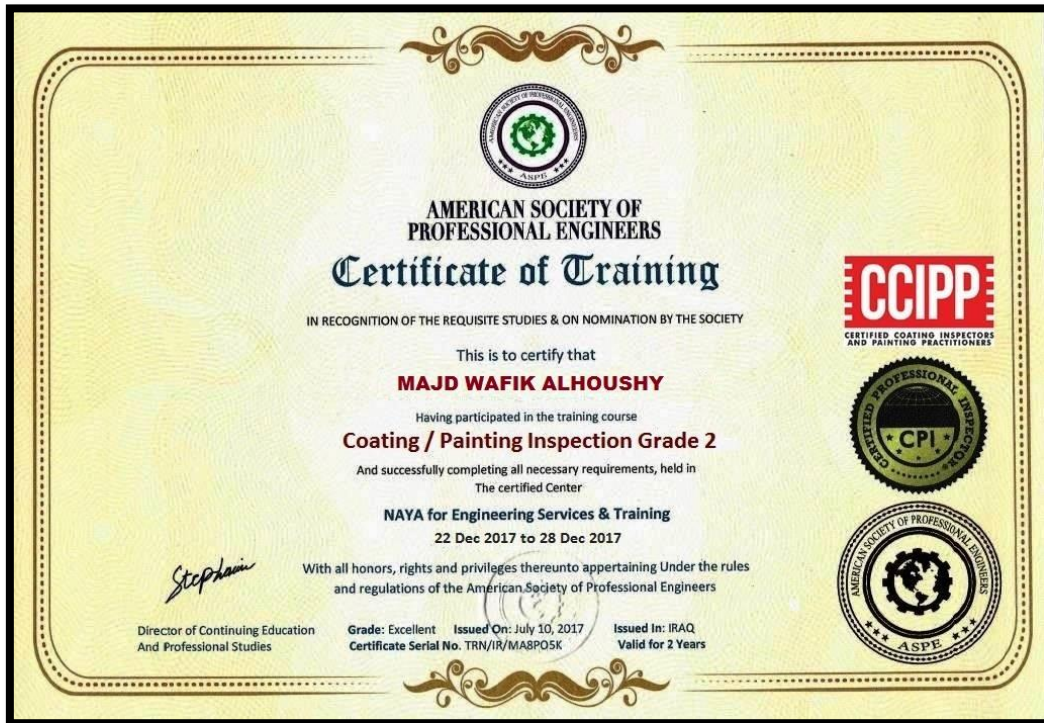 AMERICAN SOCIETY OF PROFESSIONAL ENGINEERS
ASPE
AMERICAN SOCIETY OF
PROFESSIONAL ENGINEERS
Certificate of Training
IN RECOGNITION OF THE REQUISITE STUDIES & ON NOMINATION BY THE SOCIETY
This is to certify that
MAJD WAFIK ALHOUSHY
Having participated in the training course
Coating / Painting Inspection Grade 2
And successfully completing all necessary requirements, held in
The certified Center
NAYA for Engineering Services & Training
22 Dec 2017 to 28 Dec 2017
With all honors, rights and privileges thereunto appertaining Under the rules
and regulations of the American Society of Professional Engineers
Director of Continuing Education
And Professional Studies
Grade: Excellent Issued On: July 10, 2017 Issued In: IRAQ
Certificate Serial No. TRN/IR/MA8PO5K Valid for 2 Years
CCIPP
CERTIFIED COATING INSPECTORS
AND PAINTING PRACTITIONERS
CERTIFIED PROFESSIONAL INSPECTOR
CPI
AMERICAN SOCIETY OF PROFESSIONAL ENGINEERS
ASPE